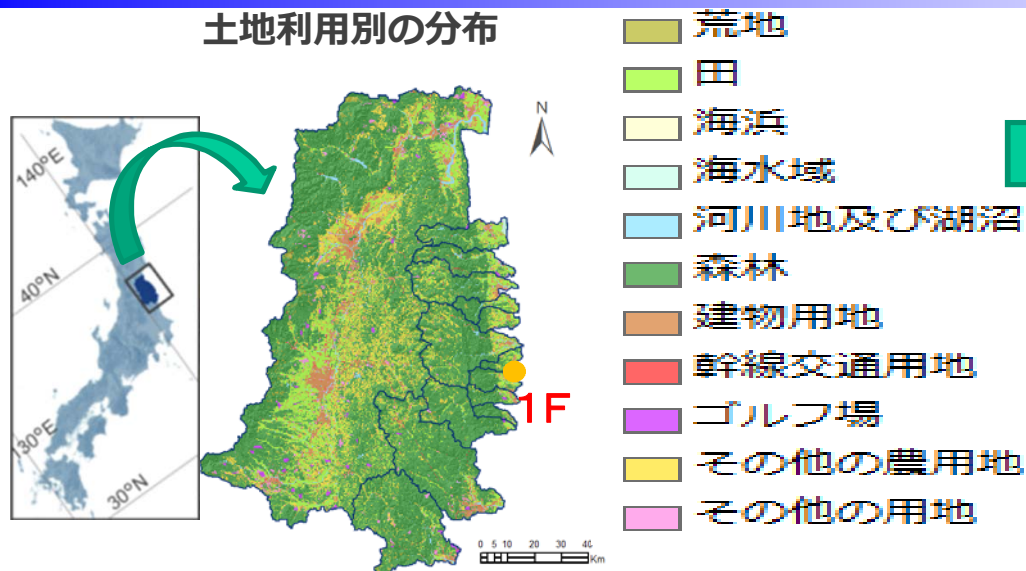 土地利用別の分布
140°E
40°N
130°E
30°N
N
1F
0 5 10 20 30 40
Km
荒地
田
海浜
海水域
河川地及び湖沼
森林
建物用地
幹線交通用地
ゴルフ場
その他の農用地
その他の用地